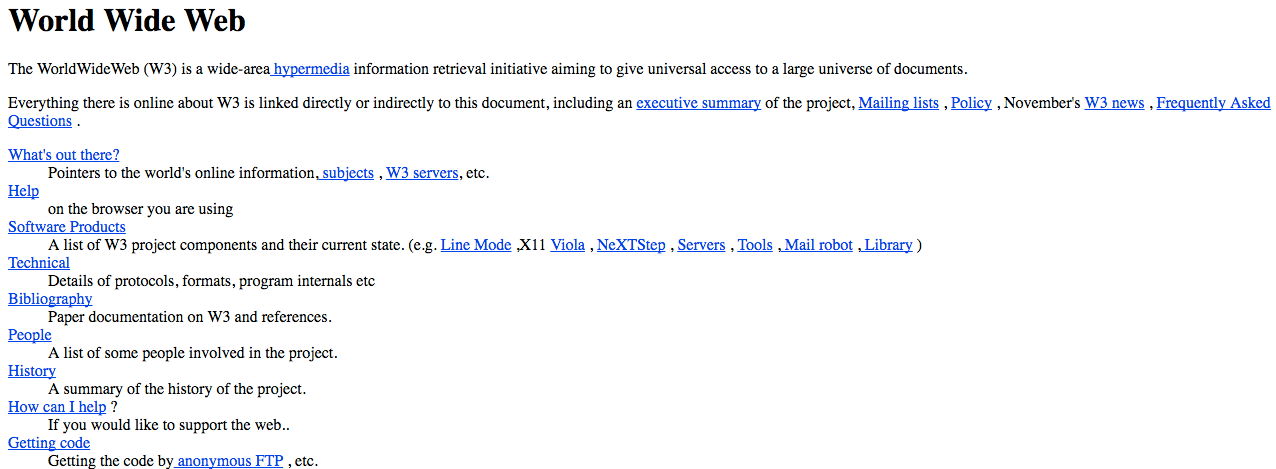 World Wide Web
The WorldWideWeb (W3) is a wide-area hypermedia information retrieval initiative aiming to give universal access to a large universe of documents.
Everything there is online about W3 is linked directly or indirectly to this document, including an executive summary of the project, Mailing lists , Policy , November's W3 news , Frequently Asked
Questions .
What's out there?
Pointers to the world's online information, subjects , W3 servers, etc.
Help
on the browser you are using
Software Products
A list of W3 project components and their current state. (e.g. Line Mode ,X11 Viola , NeXTStep , Servers , Tools , Mail robot , Library )
Technical
Details of protocols, formats, program internals etc
Bibliography
Paper documentation on W3 and references.
People
A list of some people involved in the project.
History
A summary of the history of the project.
How can I help ?
If you would like to support the web..
Getting code
Getting the code by anonymous FTP , etc.